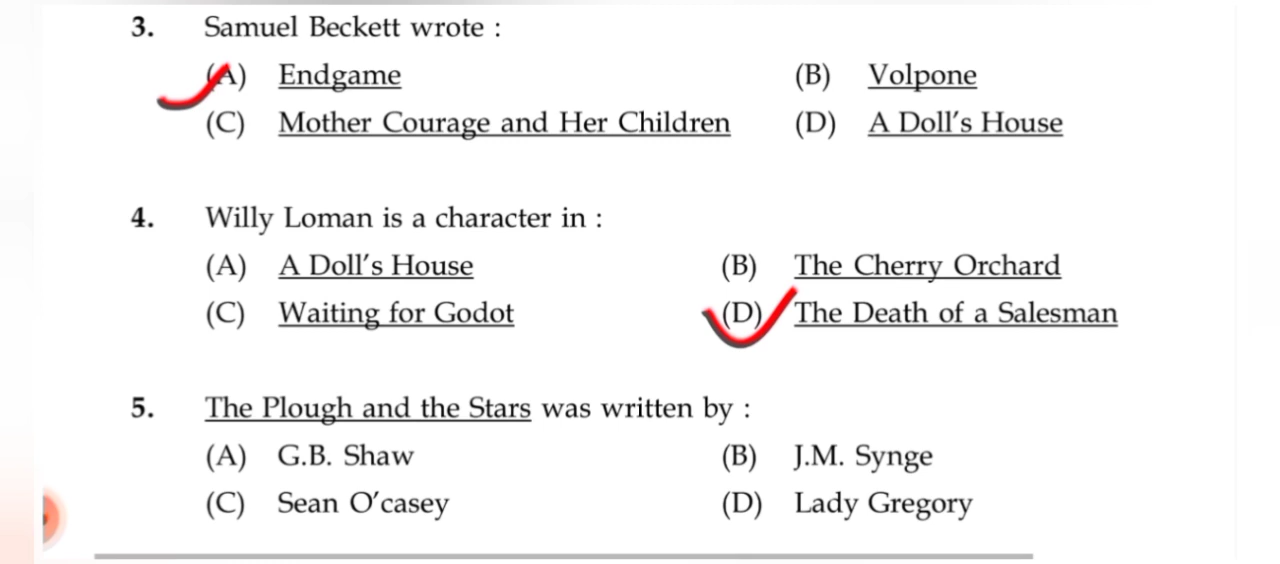 3. Samuel Beckett wrote :
(A) Endgame (B) Volpone
(C) Mother Courage and Her Children (D) A Doll's House
4. Willy Loman is a character in :
(A) A Doll's House (B) The Cherry Orchard
(C) Waiting for Godot (D) The Death of a Salesman
5. The Plough and the Stars was written by :
(A) G.B. Shaw (B) J.M. Synge
(C) Sean O'casey (D) Lady Gregory